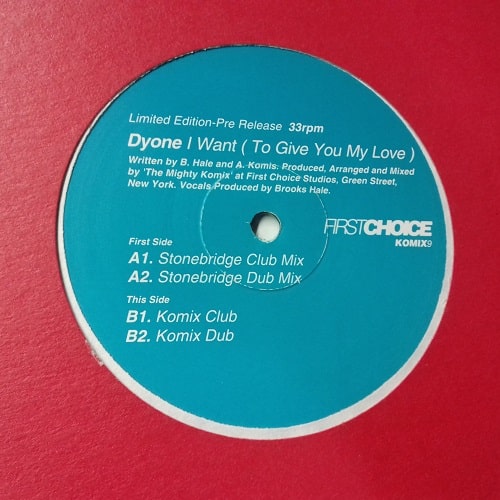 Limited Edition-Pre Release 33rpm
Dyone I Want ( To Give You My Love )
Written by B. Hale and A. Komis. Produced, Arranged and Mixed
by 'The Mighty Komix' at First Choice Studios, Green Street,
New York. Vocals Produced by Brooks Hale.
FIRSTCHOICE
KOMIX9
First Side
A1. Stonebridge Club Mix
A2. Stonebridge Dub Mix
This Side
B1. Komix Club
B2. Komix Dub